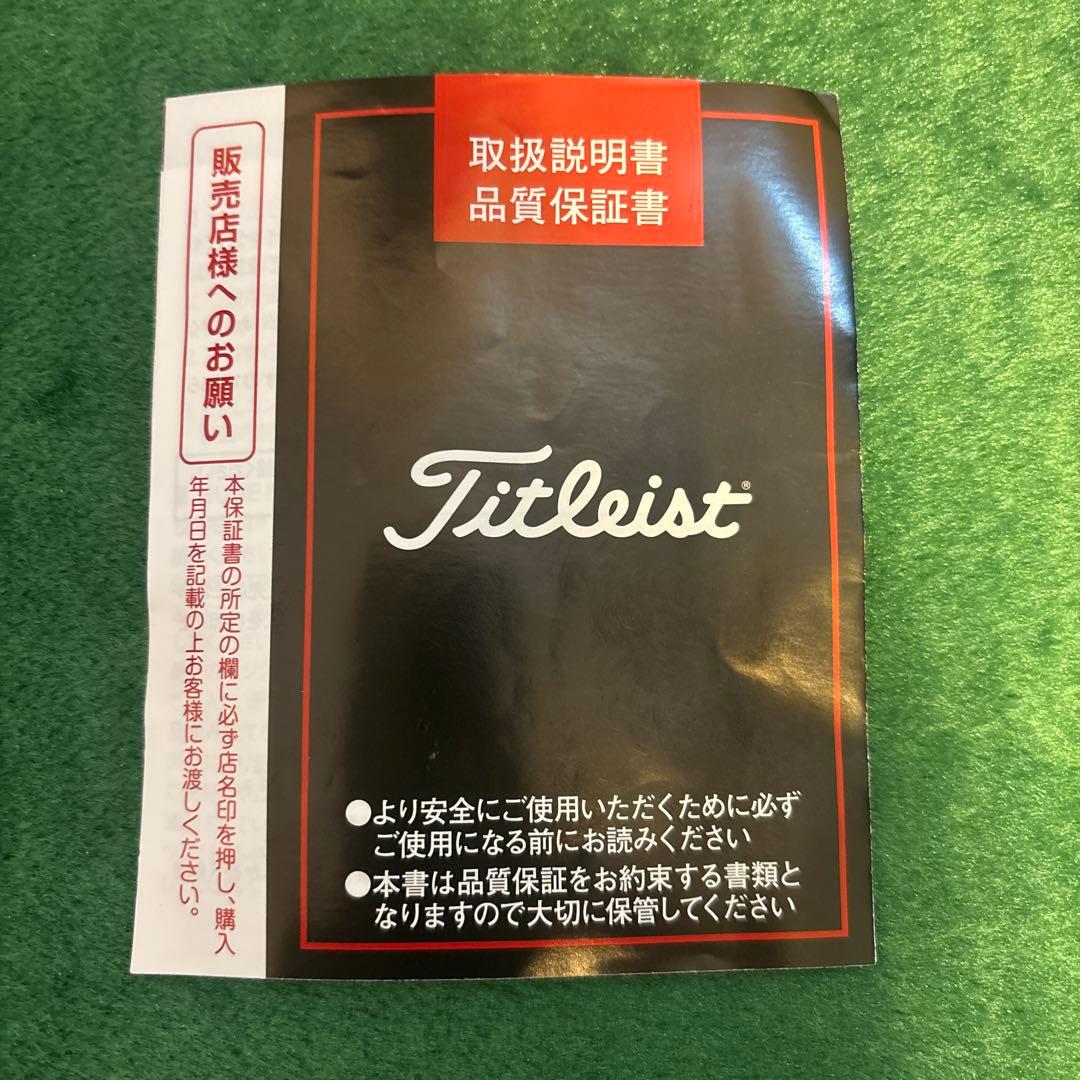 取扱説明書
品質保証書
Titleist®
●より安全にご使用いただくために必ず
ご使用になる前にお読みください
●本書は品質保証をお約束する書類と
なりますので大切に保管してください
販売店様へのお願い
本保証書の所定の欄に必ず店名印を押し、購入
年月日を記載の上お客様にお渡しください。